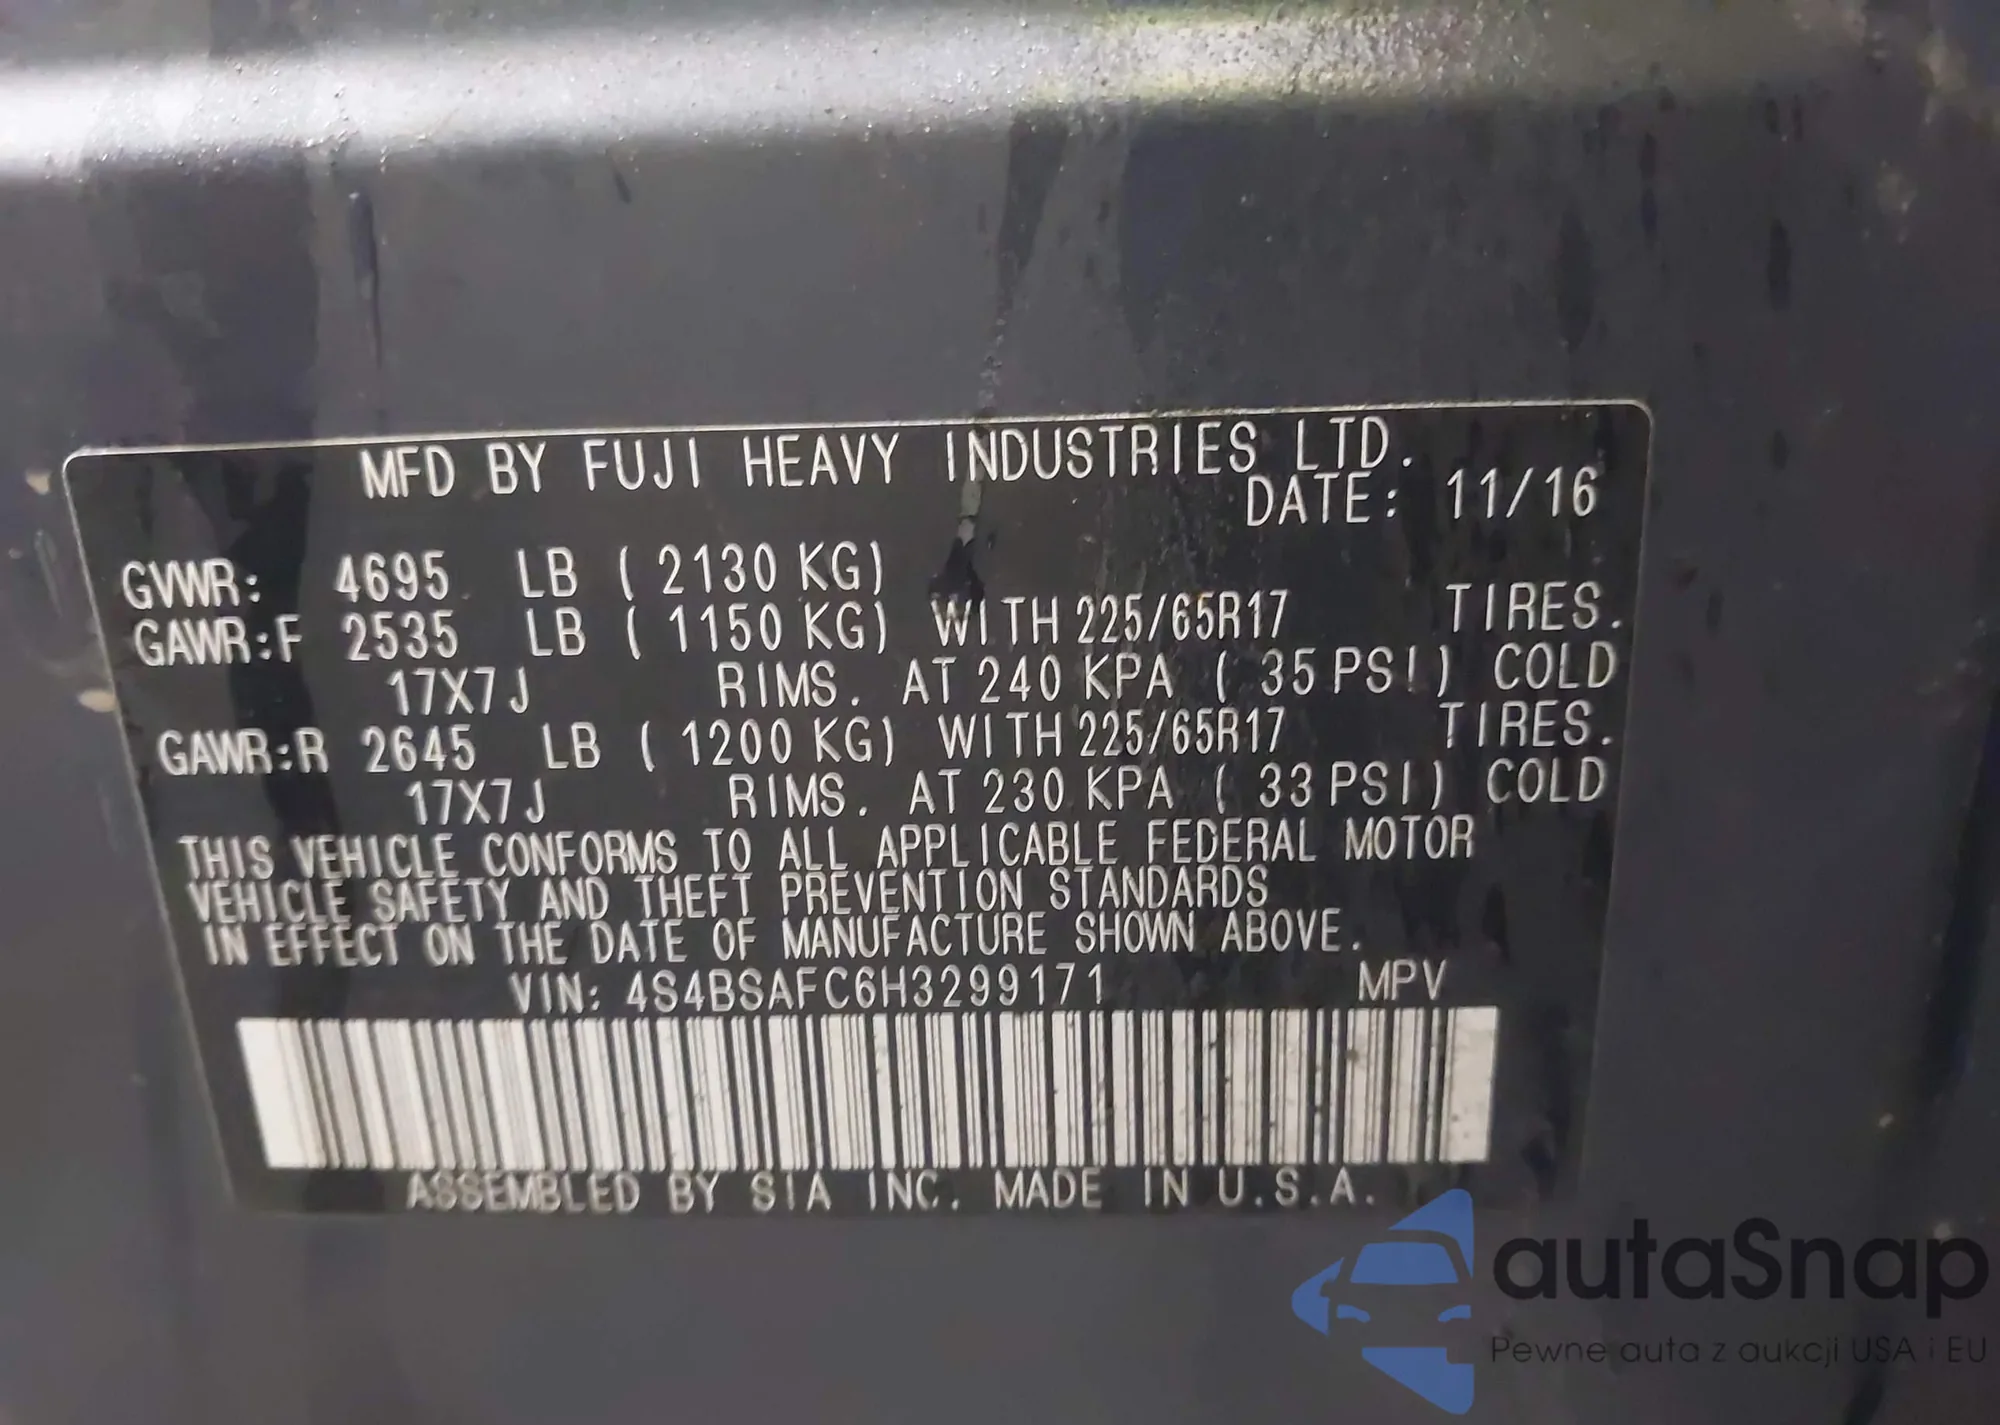 MFD BY FUJI HEAVY INDUSTRIES LTD.
DATE: 11/16
GVWR: 4695 LB ( 2130 KG)
GAWR:F 2535 LB ( 1150 KG) WITH 225/65R17 TIRES.
17X7J RIMS. AT 240 KPA ( 35 PSI) COLD
GAWR:R 2645 LB ( 1200 KG) WITH 225/65R17 TIRES.
17X7J RIMS. AT 230 KPA ( 33 PSI) COLD
THIS VEHICLE CONFORMS TO ALL APPLICABLE FEDERAL MOTOR
VEHICLE SAFETY AND THEFT PREVENTION STANDARDS
IN EFFECT ON THE DATE OF MANUFACTURE SHOWN ABOVE.
VIN: 4S4BSAFC6H3299171 MPV
ASSEMBLED BY SIA INC. MADE IN U.S.A.
autaSnap
Pewne auta z aukcji USA i EU